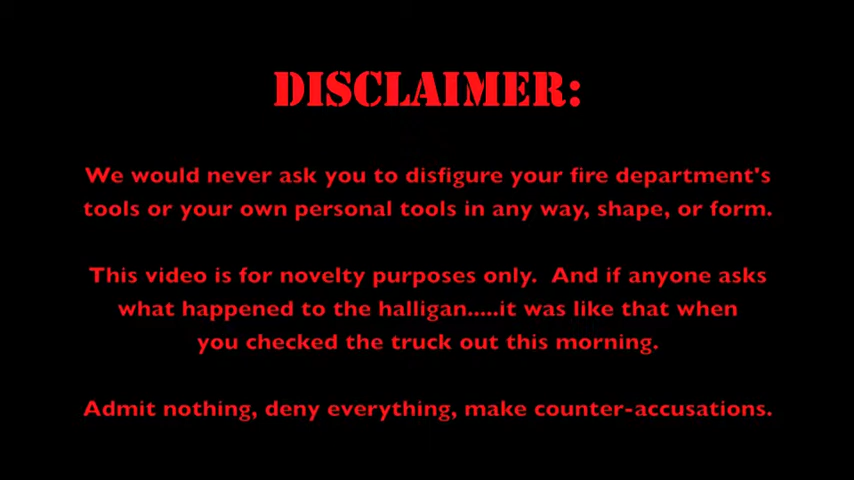 DISCLAIMER:
We would never ask you to disfigure your fire department's
tools or your own personal tools in any way, shape, or form.
This video is for novelty purposes only.  And if anyone asks
what happened to the halligan.....it was like that when
you checked the truck out this morning.
Admit nothing, deny everything, make counter-accusations.